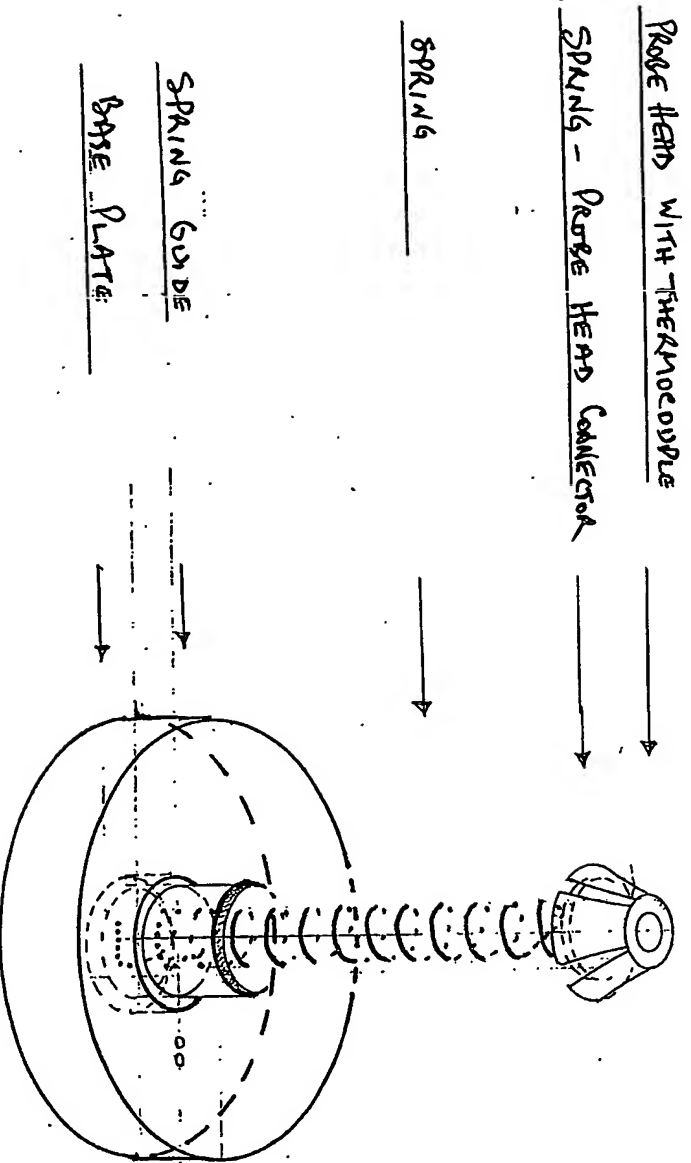 PROBE HEAD WITH THERMOCOUPLE
SPRING - PROBE HEAD CONNECTOR
SPRING
SPRING GUIDE
BASE PLATE